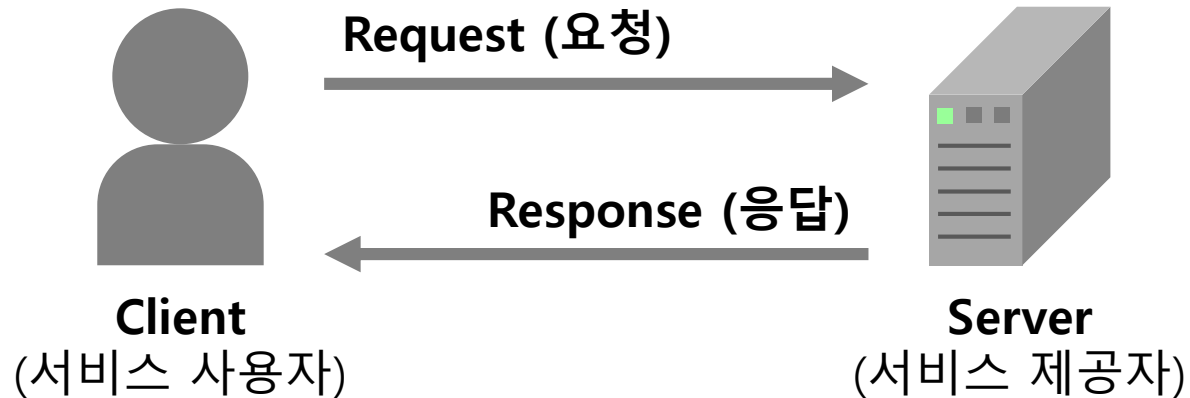 Request (요청)
Response (응답)
Client
(서비스 사용자)
Server
(서비스 제공자)